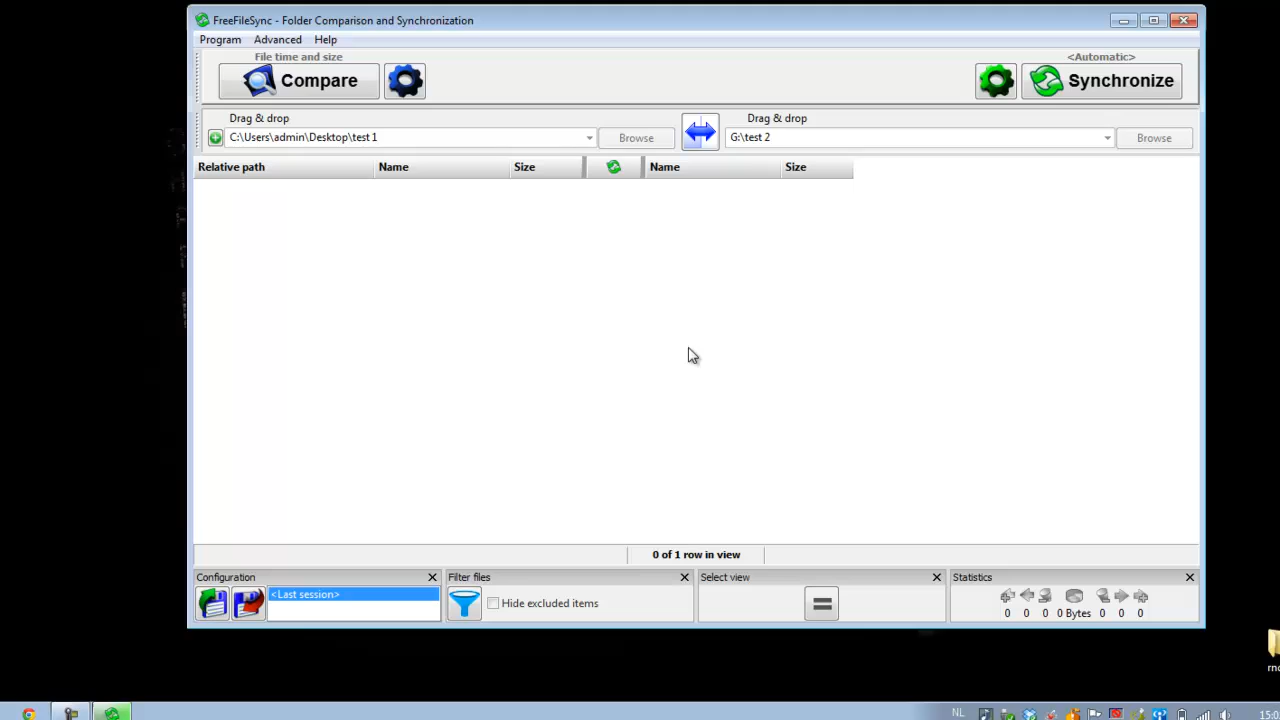 FreeFileSync - Folder Comparison and Synchronization
Program Advanced Help
File time and size
<Automatic>
Compare
Synchronize
Drag & drop
Drag & drop
C:\Users\admin\Desktop\test 1
Browse
G:\test 2
Browse
Relative path Name Size Name Size
0 of 1 row in view
Configuration
Filter files
Select view
Statistics
<Last session>
Hide excluded items
0 0 0 0 Bytes 0 0 0
NL